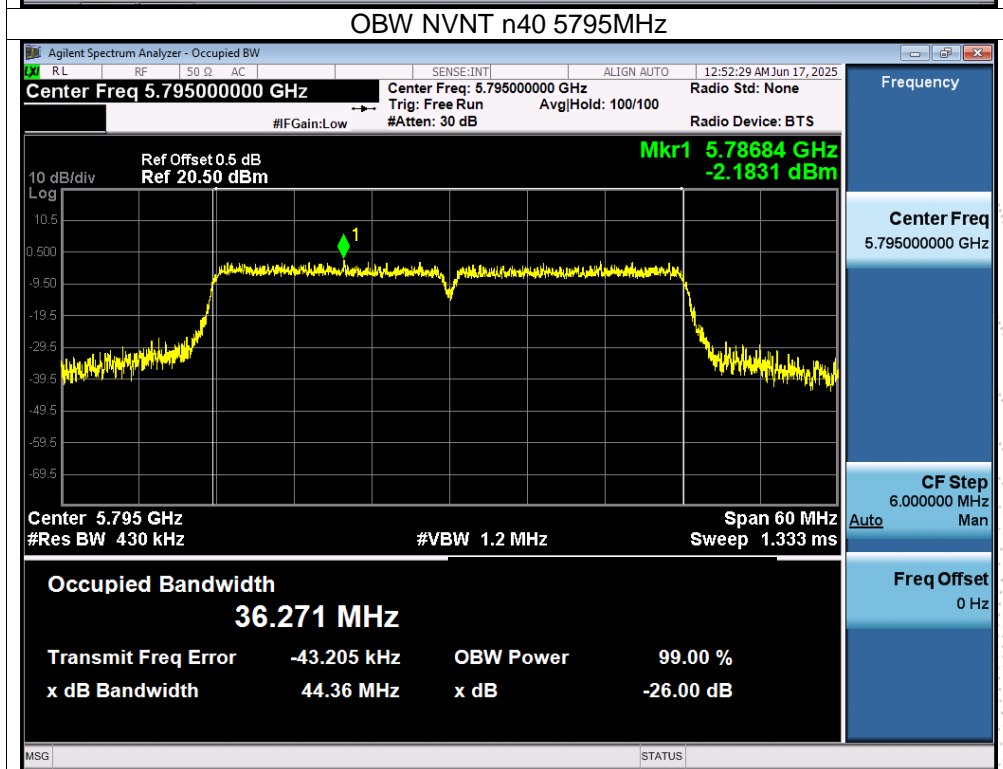 OBW NVNT n40 5795MHz
Agilent Spectrum Analyzer - Occupied BW
LXI RL RF 50 Ω AC SENSE:INT ALIGN AUTO 12:52:29 AM Jun 17, 2025
Center Freq 5.795000000 GHz
Center Freq: 5.795000000 GHz
Radio Std: None
Trig: Free Run Avg|Hold: 100/100
#IFGain:Low #Atten: 30 dB Radio Device: BTS
Frequency
Mkr1 5.78684 GHz
-2.1831 dBm
Ref Offset 0.5 dB
10 dB/div Ref 20.50 dBm
Log
10.5
0.500
-9.50
-19.5
-29.5
-39.5
-49.5
-59.5
-69.5
1
Center 5.795 GHz Span 60 MHz
#Res BW 430 kHz #VBW 1.2 MHz Sweep 1.333 ms
Occupied Bandwidth
36.271 MHz
Transmit Freq Error -43.205 kHz OBW Power 99.00 %
x dB Bandwidth 44.36 MHz x dB -26.00 dB
Center Freq
5.795000000 GHz
CF Step
6.000000 MHz
Auto Man
Freq Offset
0 Hz
MSG STATUS